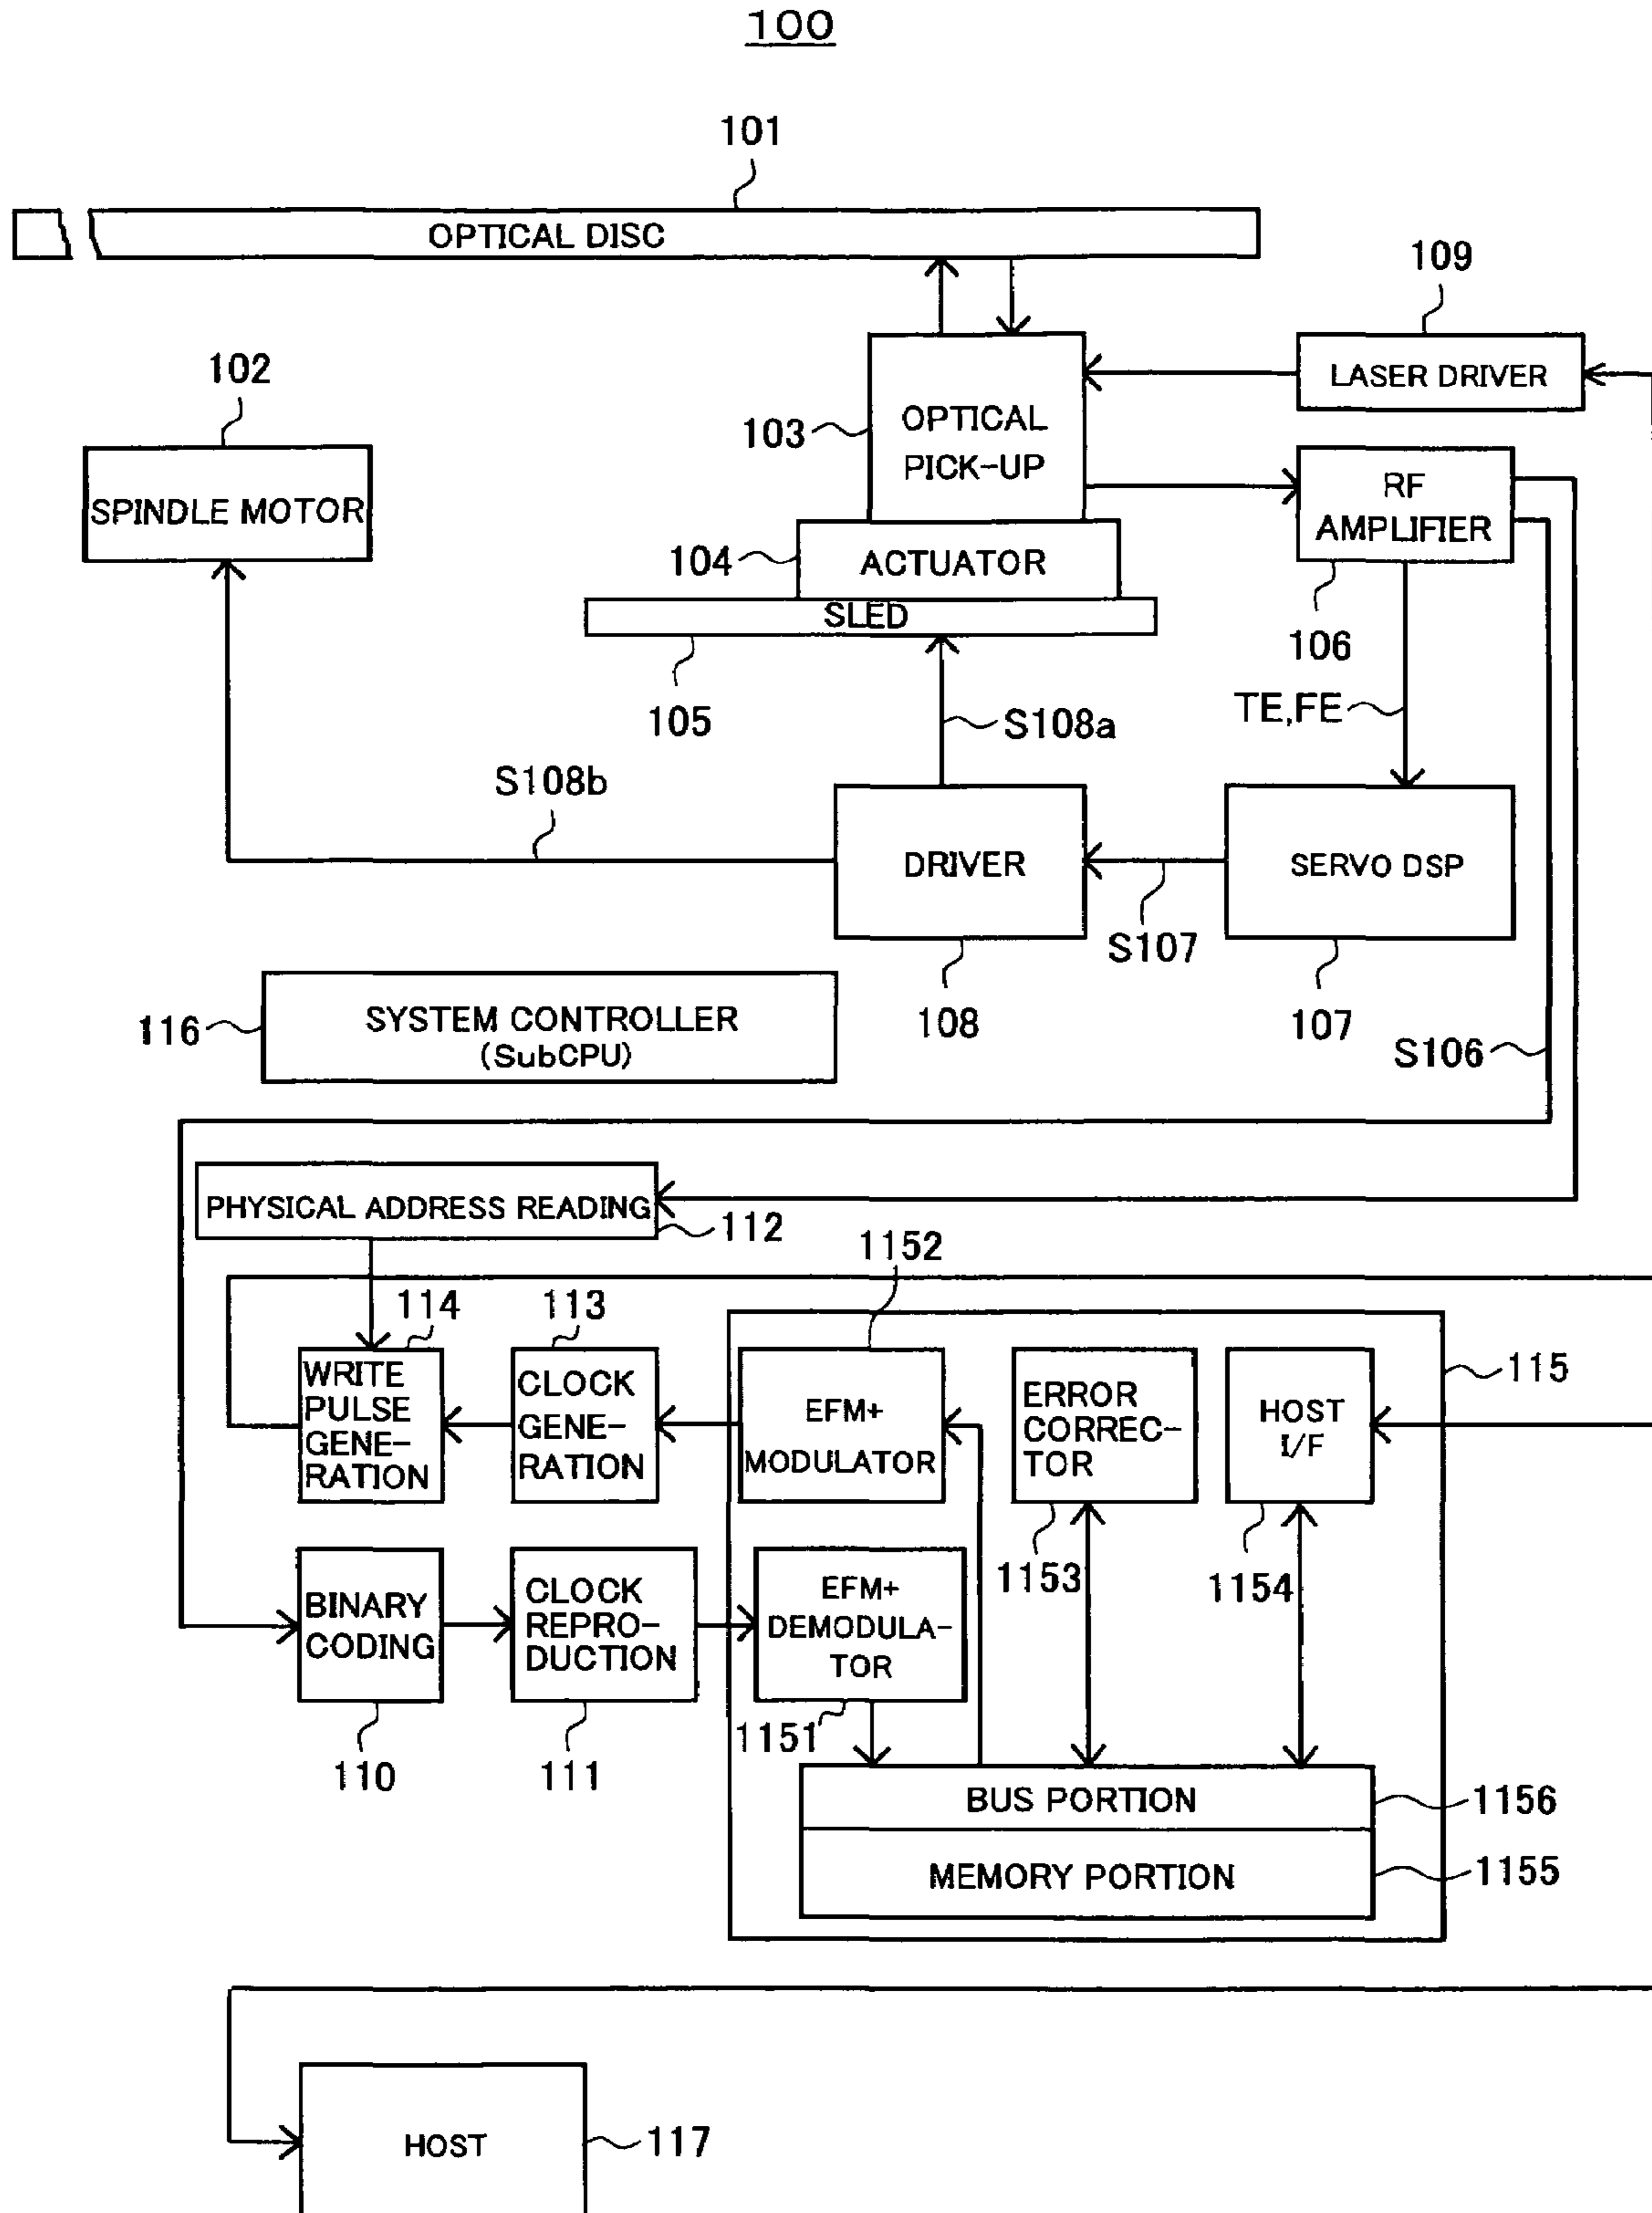 100
101
OPTICAL DISC
109
LASER DRIVER
102
SPINDLE MOTOR
103
OPTICAL
PICK-UP
RF
AMPLIFIER
104
ACTUATOR
SLED
105
106
TE,FE
S108a
S108b
DRIVER
SERVO DSP
S107
108
107
116
SYSTEM CONTROLLER
(SubCPU)
S106
PHYSICAL ADDRESS READING
112
1152
114
113
115
WRITE
PULSE
GENE-
RATION
CLOCK
GENE-
RATION
EFM+
MODULATOR
ERROR
CORREC-
TOR
HOST
I/F
1153
1154
BINARY
CODING
CLOCK
REPRO-
DUCTION
EFM+
DEMODULA-
TOR
1151
110
111
BUS PORTION
1156
MEMORY PORTION
1155
HOST
117